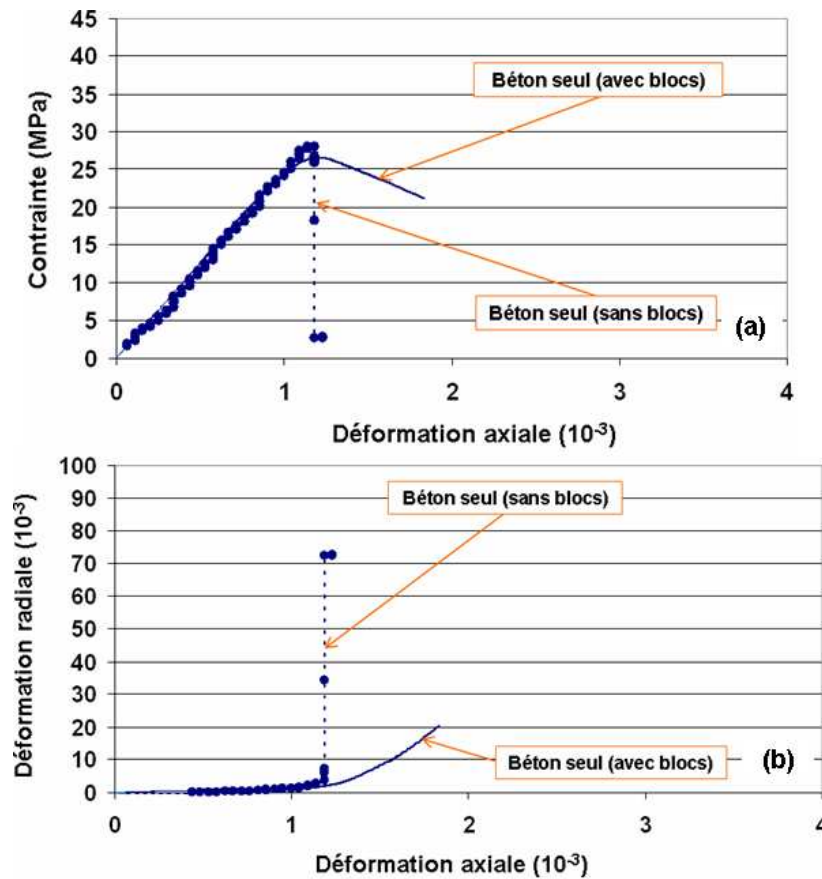 45
40
35
30
25
20
15
10
5
0
Contrainte (MPa)
Béton seul (avec blocs)
Béton seul (sans blocs)
(a)
0 1 2 3 4
Déformation axiale (10-3)
100
90
80
70
60
50
40
30
20
10
0
Déformation radiale (10-3)
Béton seul (sans blocs)
Béton seul (avec blocs)
(b)
0 1 2 3 4
Déformation axiale (10-3)